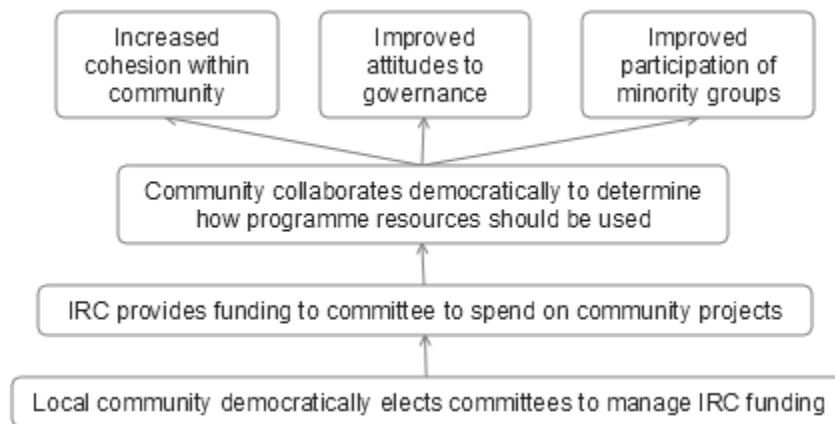 Increased
cohesion within
community
Improved
attitudes to
governance
Improved
participation of
minority groups
Community collaborates democratically to determine
how programme resources should be used
IRC provides funding to committee to spend on community projects
Local community democratically elects committees to manage IRC funding